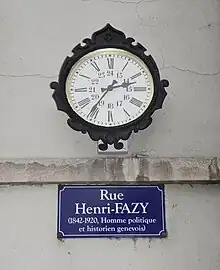 Rue
Henri-FAZY
(1842-1920, Homme politique
et historien genevois)